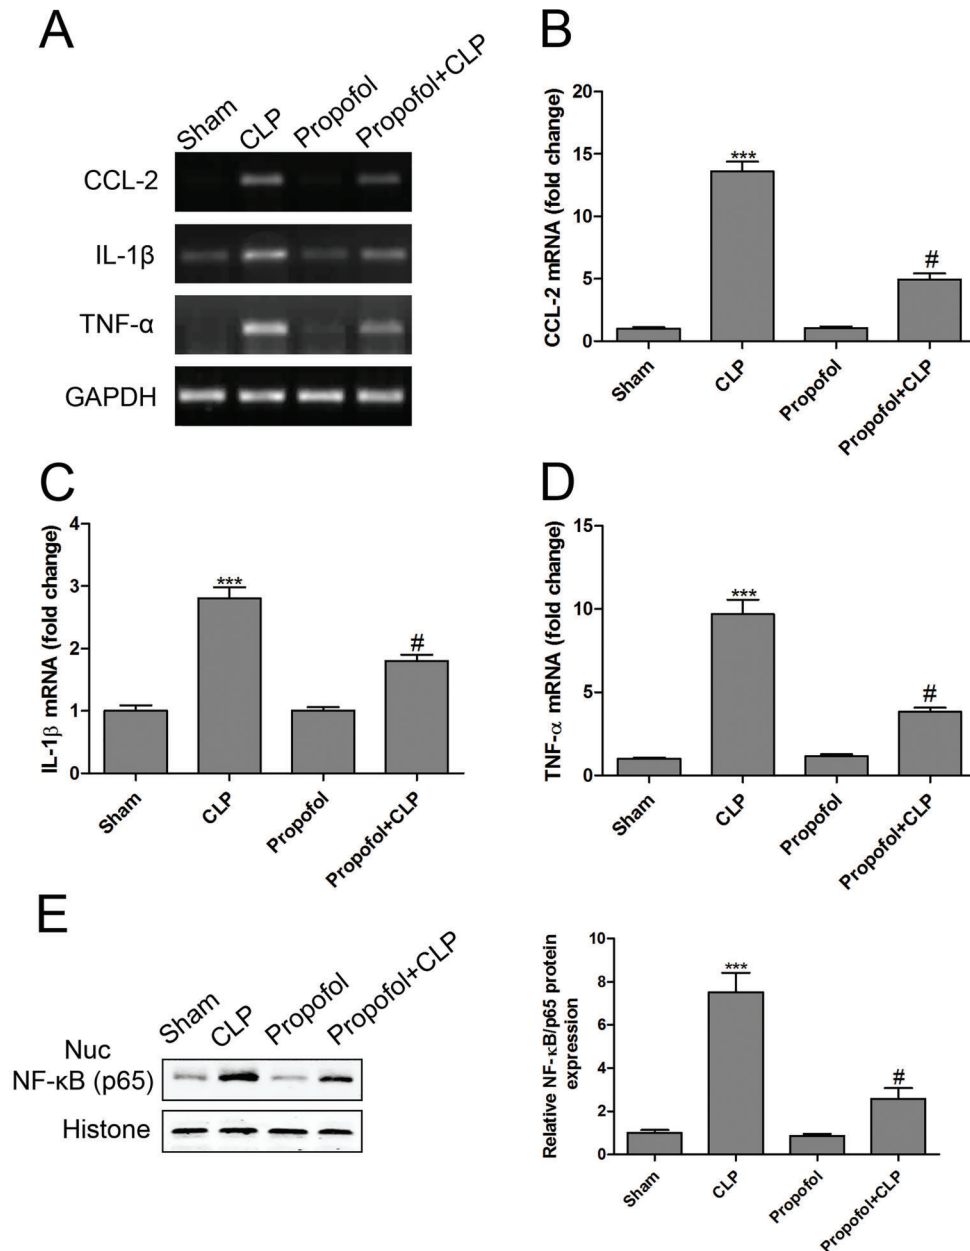 A
Sham
CLP
Propofol
Propofol+CLP
CCL-2
IL-1β
TNF-α
GAPDH
B
CCL-2 mRNA (fold change)
20
15
10
5
0
***
#
Sham
CLP
Propofol
Propofol+CLP
C
IL-1β mRNA (fold change)
4
3
2
1
0
***
#
Sham
CLP
Propofol
Propofol+CLP
D
TNF-α mRNA (fold change)
15
10
5
0
***
#
Sham
CLP
Propofol
Propofol+CLP
E
Sham
CLP
Propofol
Propofol+CLP
Nuc
NF-κB (p65)
Histone
Relative NF-κB/p65 protein
expression
10
8
6
4
2
0
***
#
Sham
CLP
Propofol
Propofol+CLP